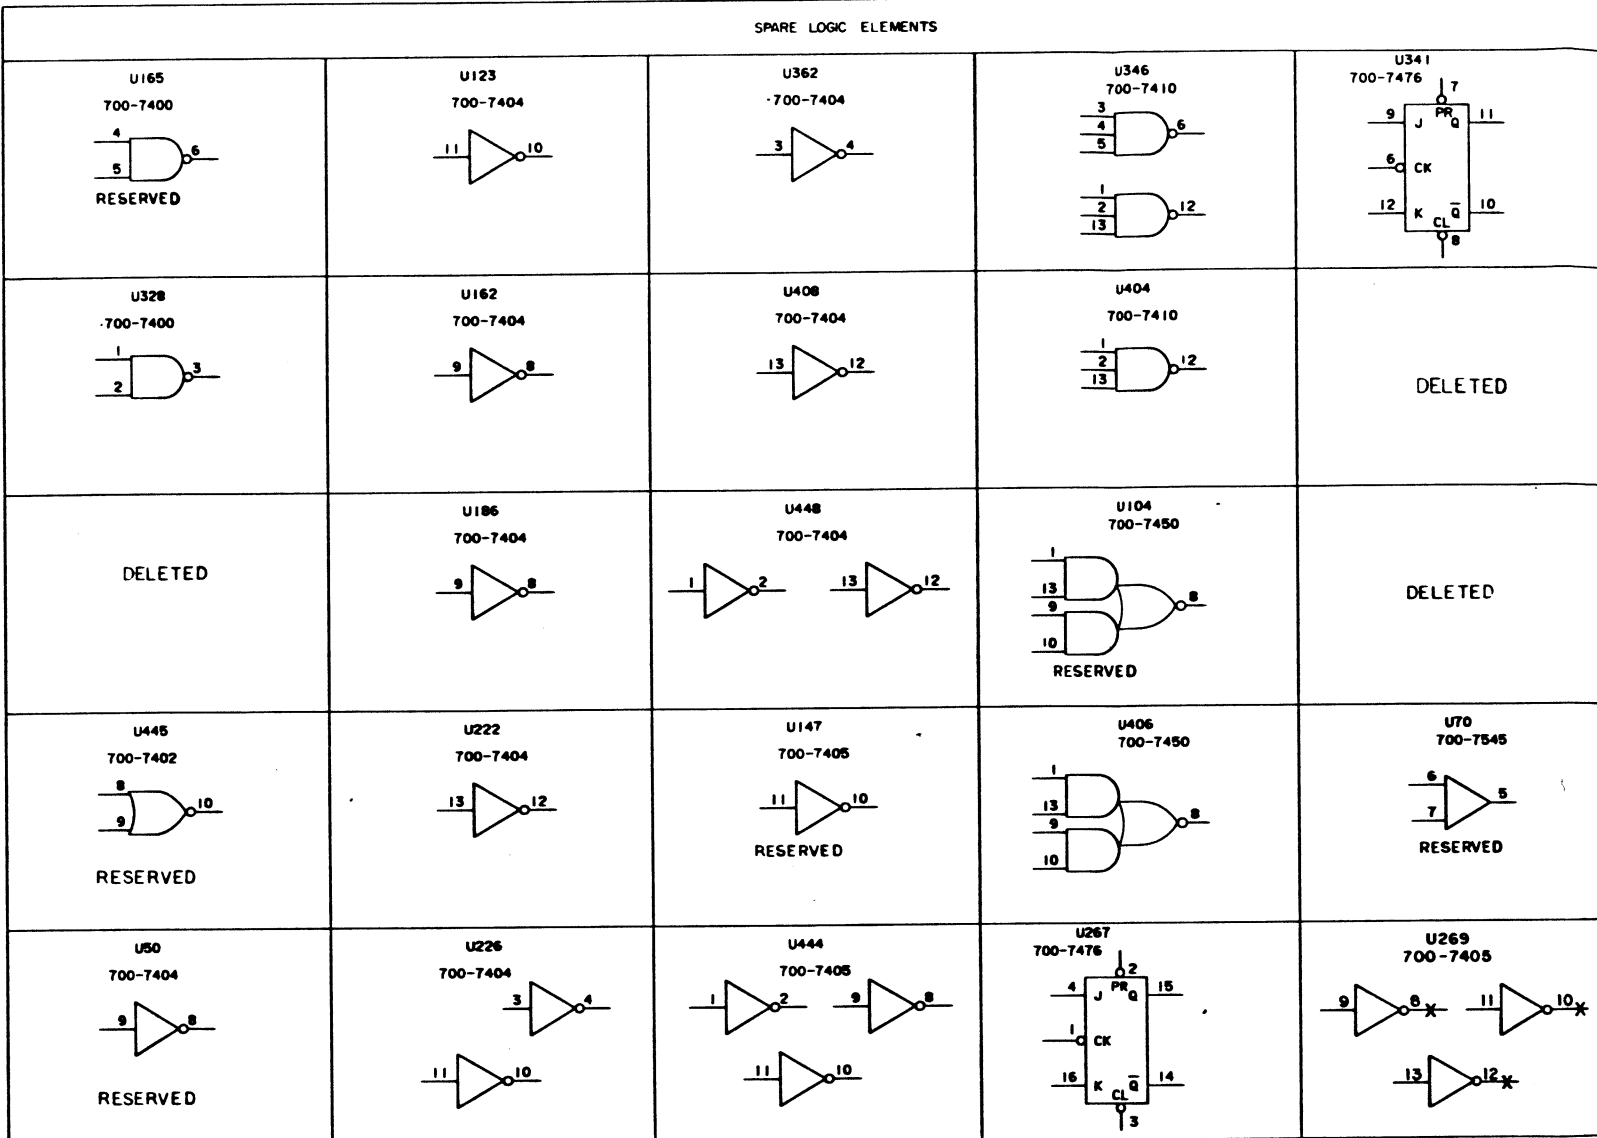 SPARE LOGIC ELEMENTS
U165
700-7400
4
5
6
RESERVED
U123
700-7404
11
10
U362
700-7404
3
4
U346
700-7410
3
4
5
6
1
2
13
12
U341
700-7476
7
PR
9
J
Q
11
6
CK
12
K
Q̅
10
CL
8
U328
700-7400
1
2
3
U162
700-7404
9
8
U408
700-7404
13
12
U404
700-7410
1
2
13
12
DELETED
DELETED
U186
700-7404
9
8
U448
700-7404
1
2
13
12
U104
700-7450
1
13
9
10
8
RESERVED
DELETED
U445
700-7402
8
9
10
RESERVED
U222
700-7404
13
12
U147
700-7405
11
10
RESERVED
U406
700-7450
1
13
9
10
8
U70
700-7545
6
7
5
RESERVED
U50
700-7404
9
8
RESERVED
U226
700-7404
3
4
11
10
U444
700-7405
1
2
9
8
11
10
U267
700-7476
2
PR
4
J
Q
15
1
CK
16
K
Q̅
14
CL
3
U269
700-7405
9
8
11
10
13
12